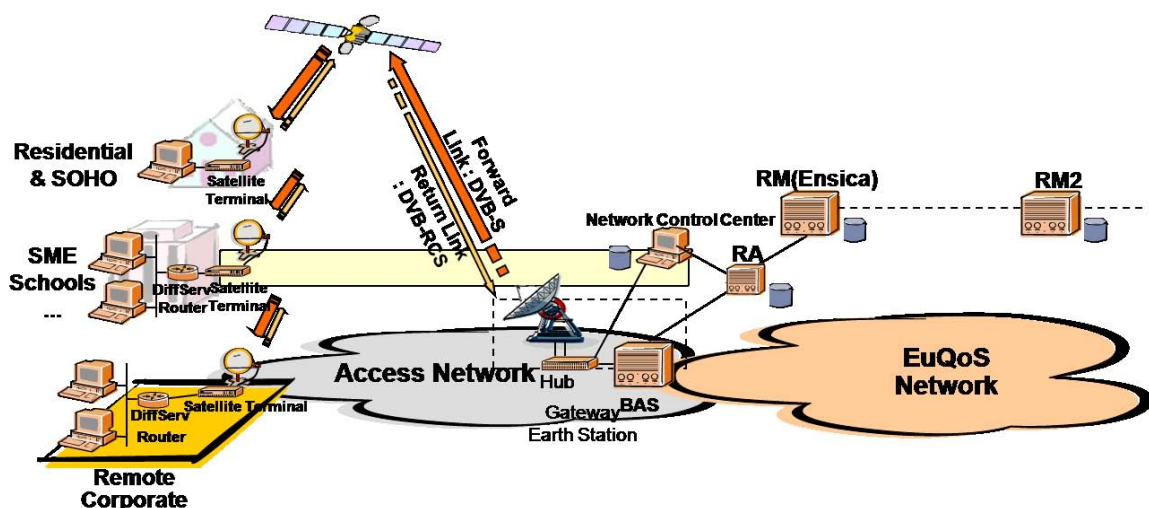 Residential
& SOHO
Satellite
Terminal
Forward
Link : DVB-S
Return Link
: DVB-RCS
RM(Ensica)
RM2
Network Control Center
RA
SME
Schools
---
DiffServ
Router
Satellite
Terminal
Access Network
Hub
BAS
Gateway
Earth Station
EuQoS
Network
DiffServ
Router
Satellite Terminal
Remote
Corporate